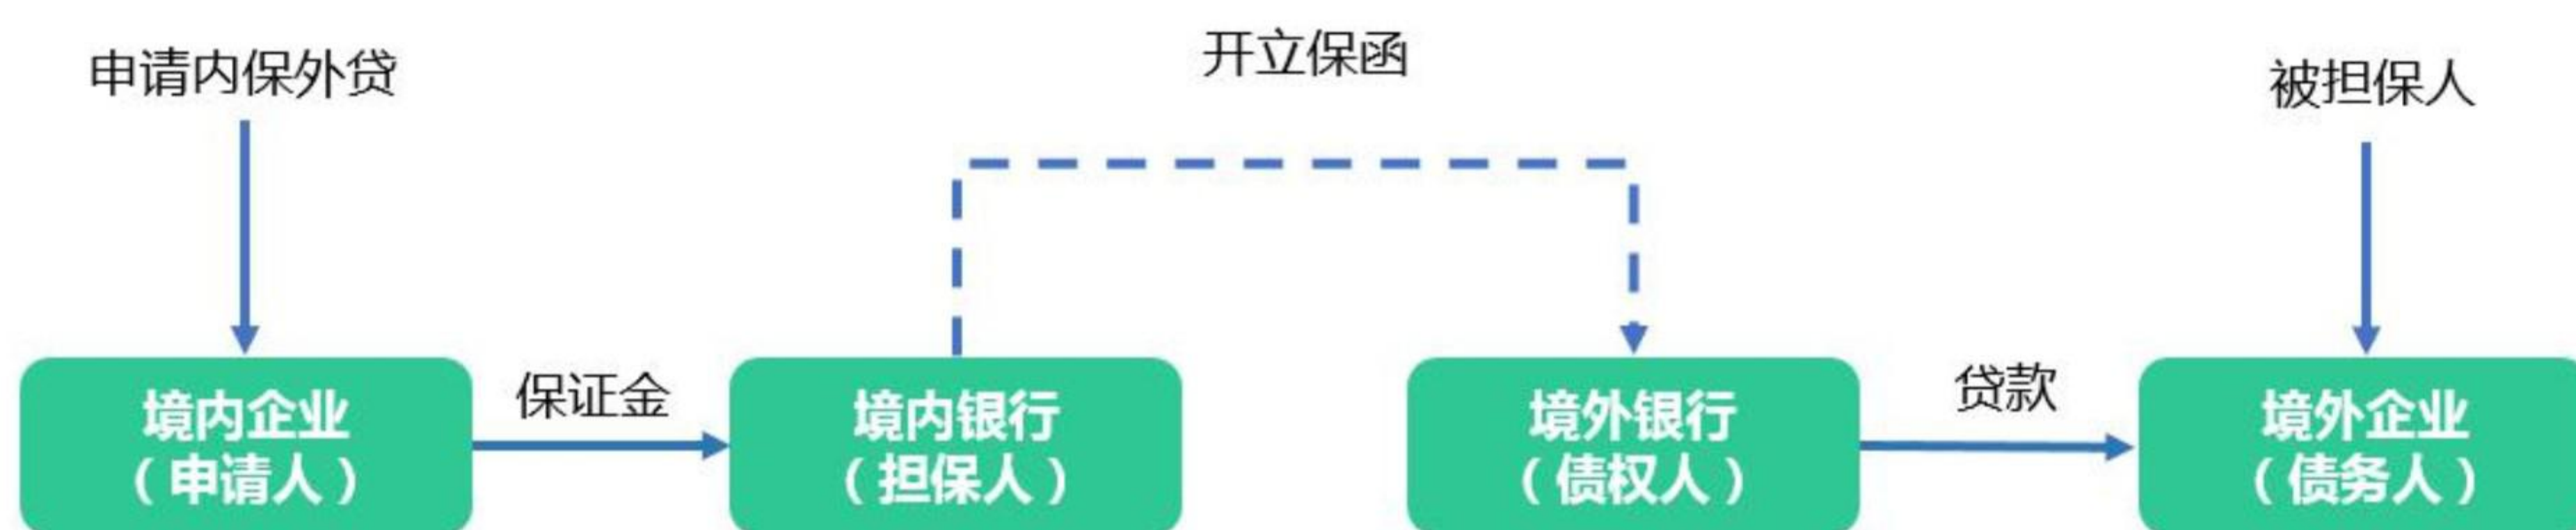 申请内保外贷
开立保函
被担保人
境内企业
（申请人）
保证金
境内银行
（担保人）
境外银行
（债权人）
贷款
境外企业
（债务人）